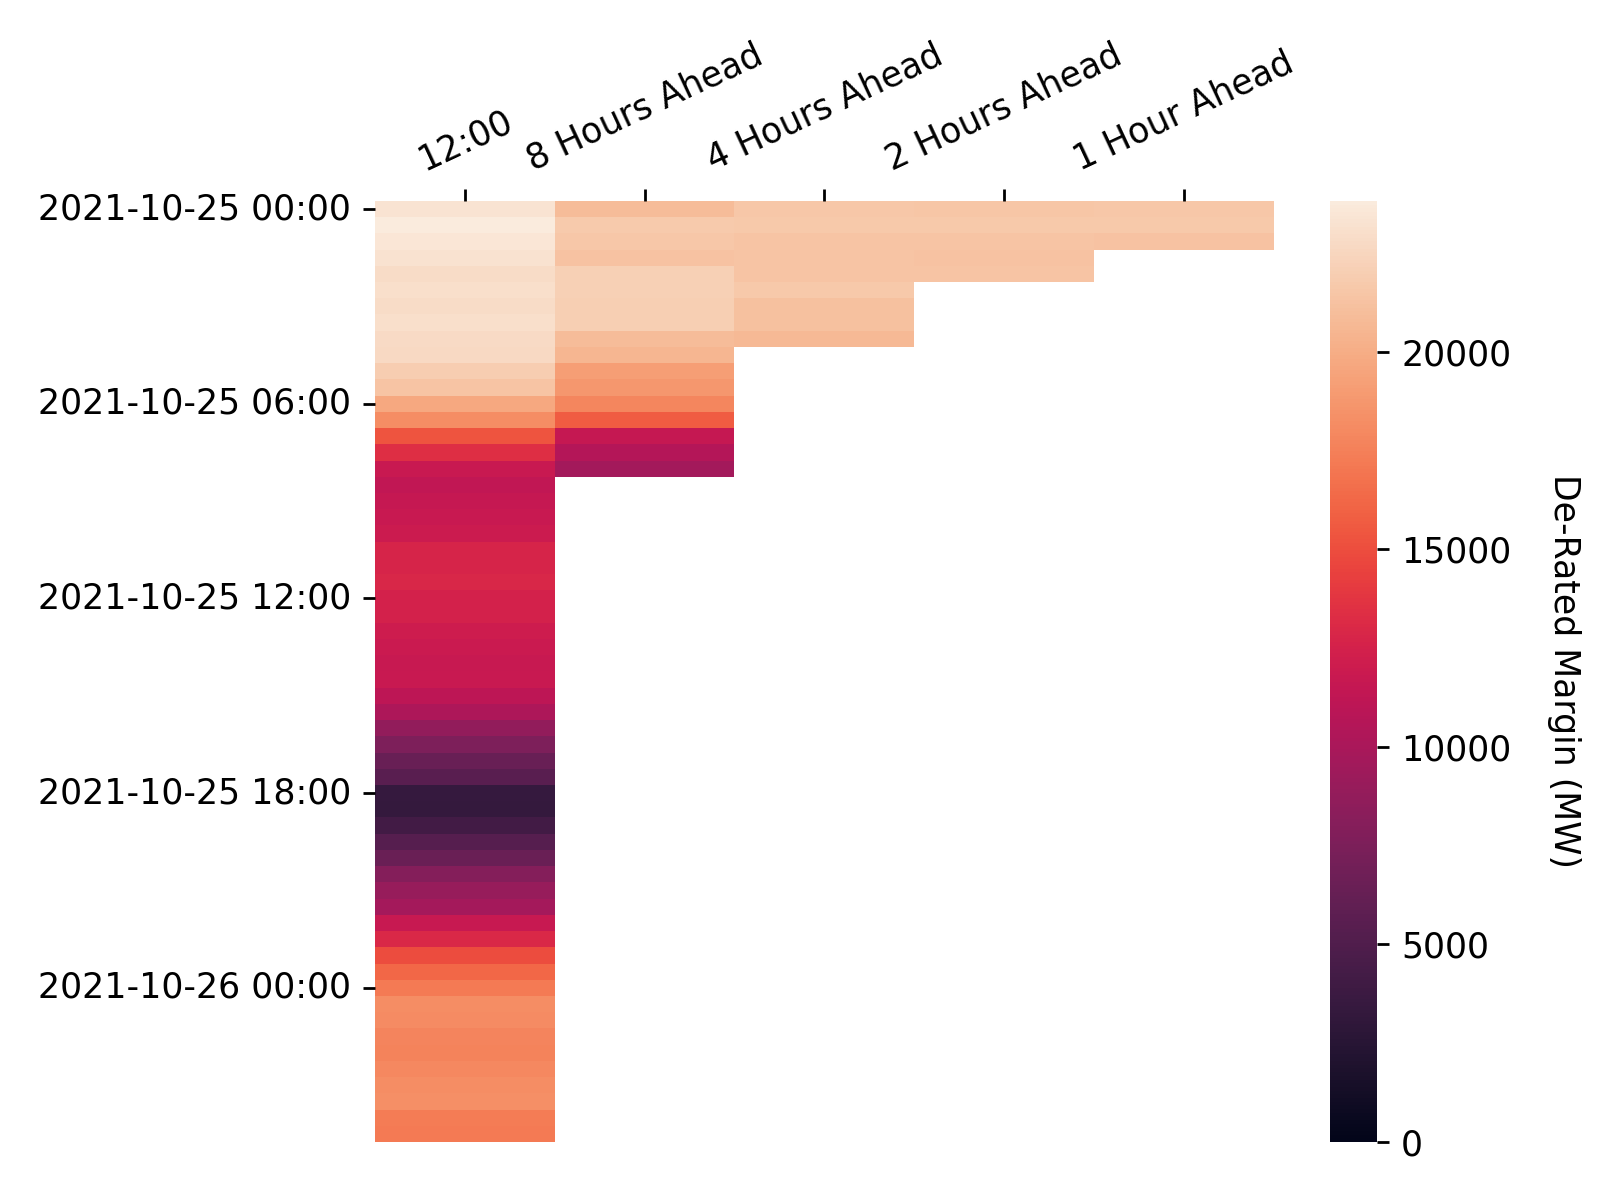 12:00
8 Hours Ahead
4 Hours Ahead
2 Hours Ahead
1 Hour Ahead
2021-10-25 00:00
2021-10-25 06:00
2021-10-25 12:00
2021-10-25 18:00
2021-10-26 00:00
20000
15000
10000
5000
0
De-Rated Margin (MW)